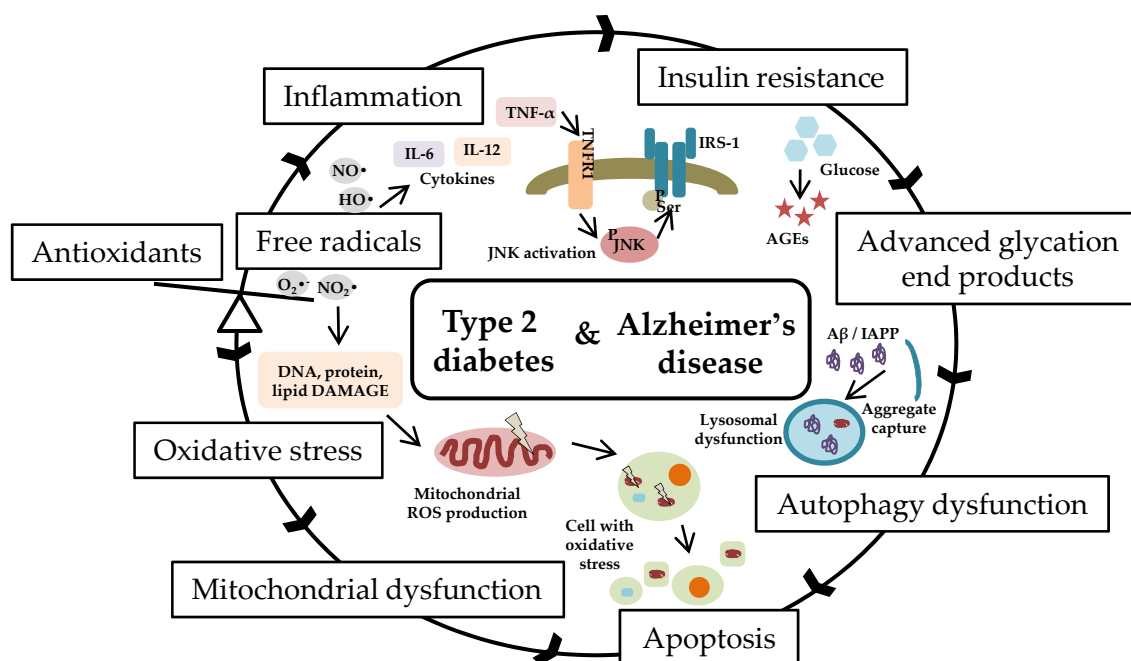 Inflammation
Insulin resistance
TNF-α
TNFR1
IRS-1
IL-6
IL-12
Cytokines
NO•
HO•
P
Ser
Glucose
AGEs
Antioxidants
Free radicals
JNK activation
P
JNK
Advanced glycation
end products
O₂•⁻
NO₂•
Type 2
diabetes
&
Alzheimer's
disease
Aβ / IAPP
DNA, protein,
lipid DAMAGE
Lysosomal
dysfunction
Aggregate
capture
Oxidative stress
Mitochondrial
ROS production
Autophagy dysfunction
Cell with
oxidative
stress
Mitochondrial dysfunction
Apoptosis